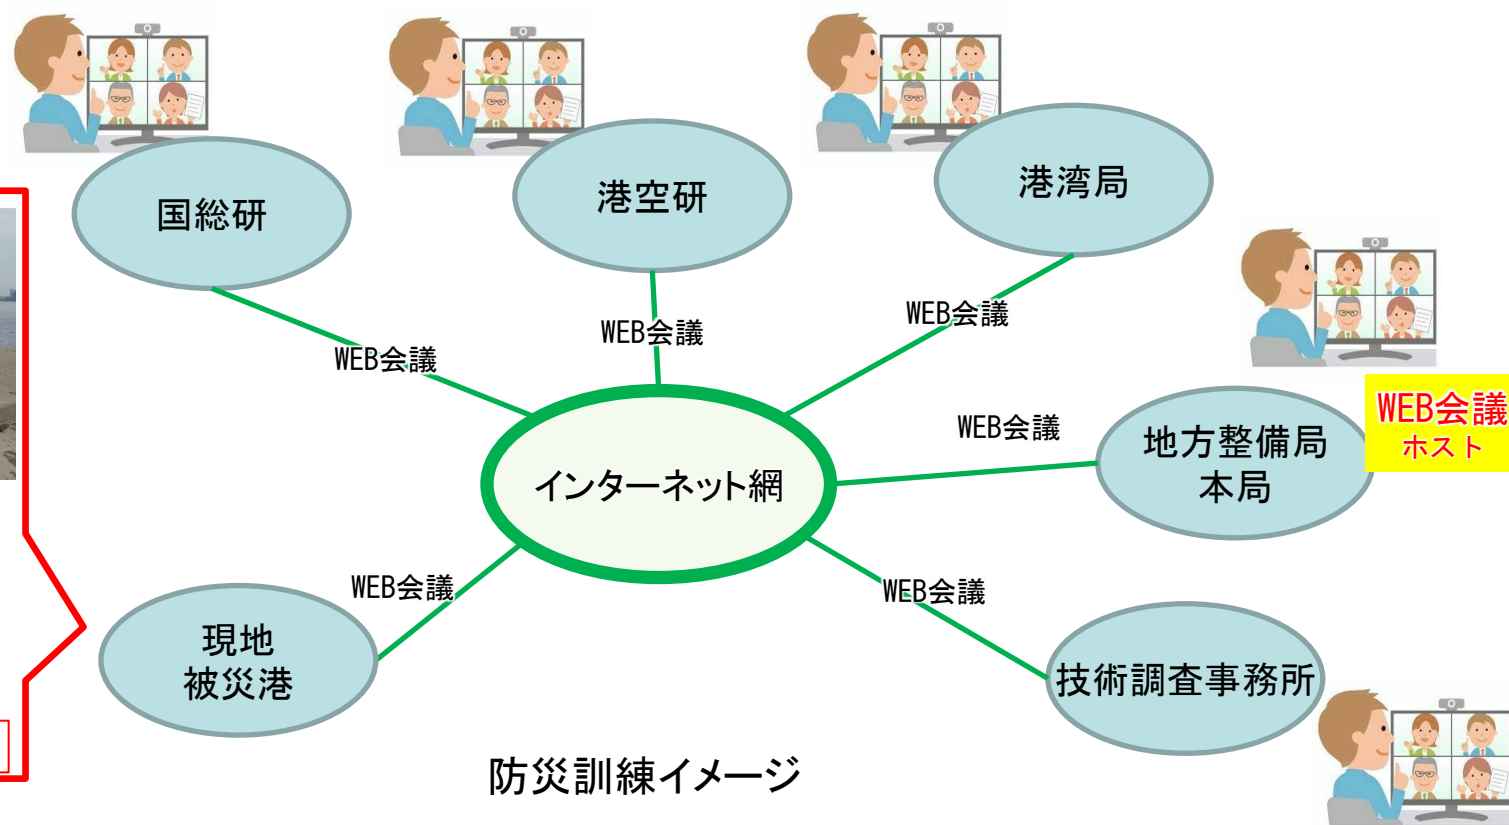 国総研
港空研
港湾局
WEB会議
WEB会議
WEB会議
WEB会議
ホスト
WEB会議
地方整備局
本局
インターネット網
WEB会議
WEB会議
現地
被災港
技術調査事務所
防災訓練イメージ